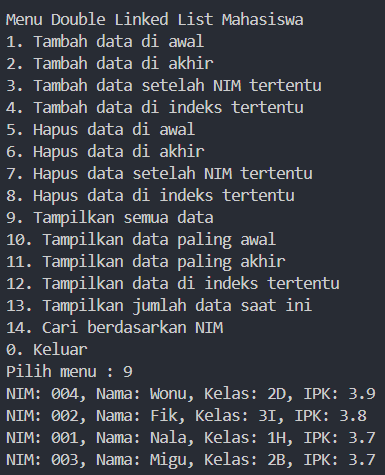 Menu Double Linked List Mahasiswa
1. Tambah data di awal
2. Tambah data di akhir
3. Tambah data setelah NIM tertentu
4. Tambah data di indeks tertentu
5. Hapus data di awal
6. Hapus data di akhir
7. Hapus data setelah NIM tertentu
8. Hapus data di indeks tertentu
9. Tampilkan semua data
10. Tampilkan data paling awal
11. Tampilkan data paling akhir
12. Tampilkan data di indeks tertentu
13. Tampilkan jumlah data saat ini
14. Cari berdasarkan NIM
0. Keluar
Pilih menu : 9
NIM: 004, Nama: Wonu, Kelas: 2D, IPK: 3.9
NIM: 002, Nama: Fik, Kelas: 3I, IPK: 3.8
NIM: 001, Nama: Nala, Kelas: 1H, IPK: 3.7
NIM: 003, Nama: Migu, Kelas: 2B, IPK: 3.7